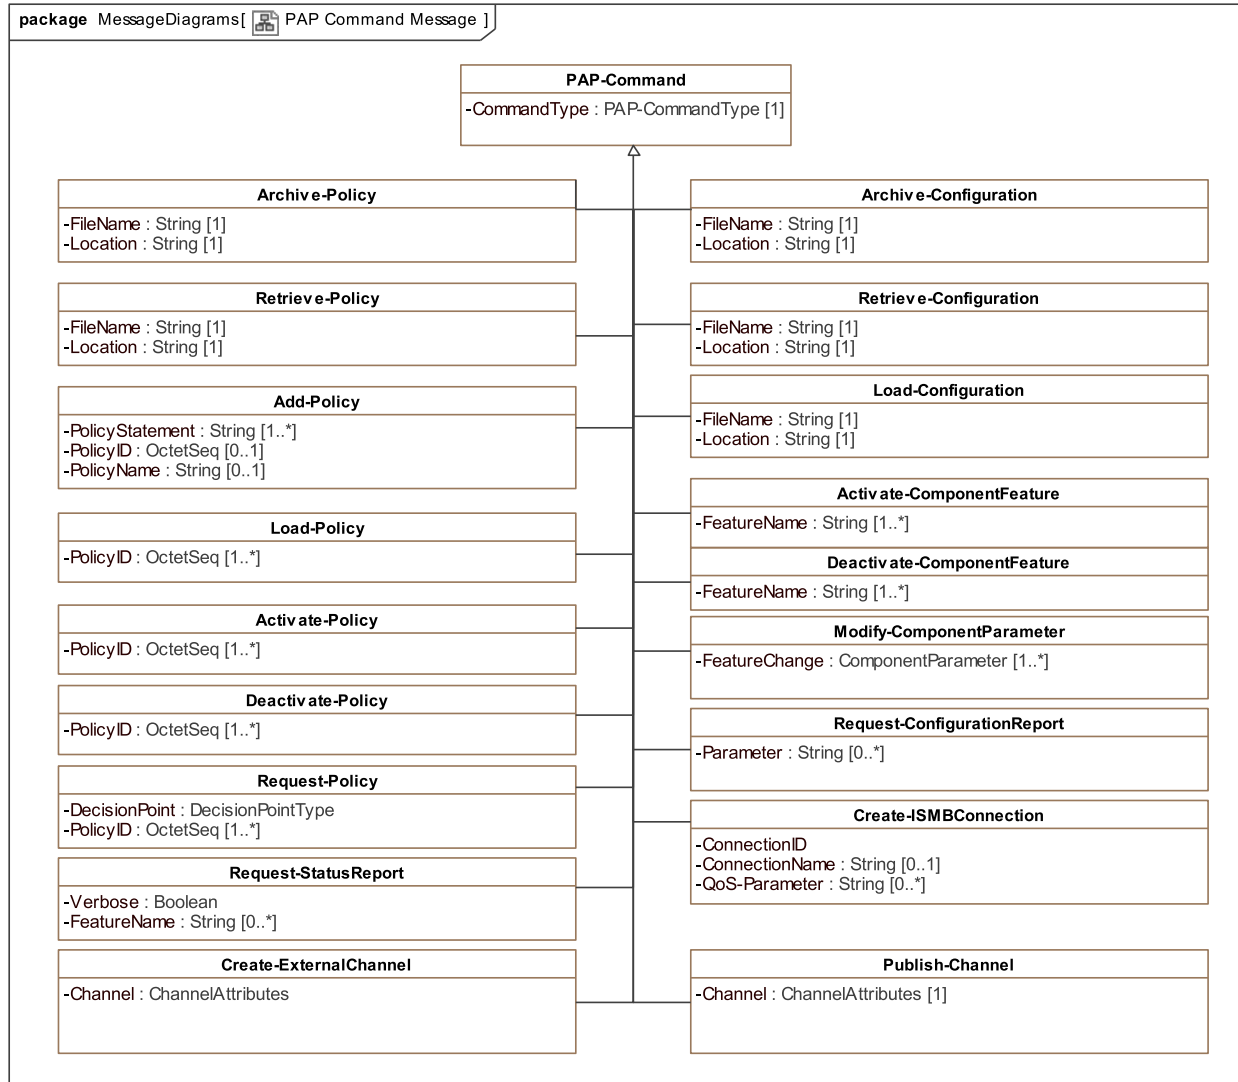 package MessageDiagrams[ PAP Command Message ]
PAP-Command
-CommandType : PAP-CommandType [1]
Archive-Policy
-FileName : String [1]
-Location : String [1]
Retrieve-Policy
-FileName : String [1]
-Location : String [1]
Add-Policy
-PolicyStatement : String [1..*]
-PolicyID : OctetSeq [0..1]
-PolicyName : String [0..1]
Load-Policy
-PolicyID : OctetSeq [1..*]
Activate-Policy
-PolicyID : OctetSeq [1..*]
Deactivate-Policy
-PolicyID : OctetSeq [1..*]
Request-Policy
-DecisionPoint : DecisionPointType
-PolicyID : OctetSeq [1..*]
Request-StatusReport
-Verbose : Boolean
-FeatureName : String [0..*]
Create-ExternalChannel
-Channel : ChannelAttributes
Archive-Configuration
-FileName : String [1]
-Location : String [1]
Retrieve-Configuration
-FileName : String [1]
-Location : String [1]
Load-Configuration
-FileName : String [1]
-Location : String [1]
Activate-ComponentFeature
-FeatureName : String [1..*]
Deactivate-ComponentFeature
-FeatureName : String [1..*]
Modify-ComponentParameter
-FeatureChange : ComponentParameter [1..*]
Request-ConfigurationReport
-Parameter : String [0..*]
Create-ISMBConnection
-ConnectionID
-ConnectionName : String [0..1]
-QoS-Parameter : String [0..*]
Publish-Channel
-Channel : ChannelAttributes [1]